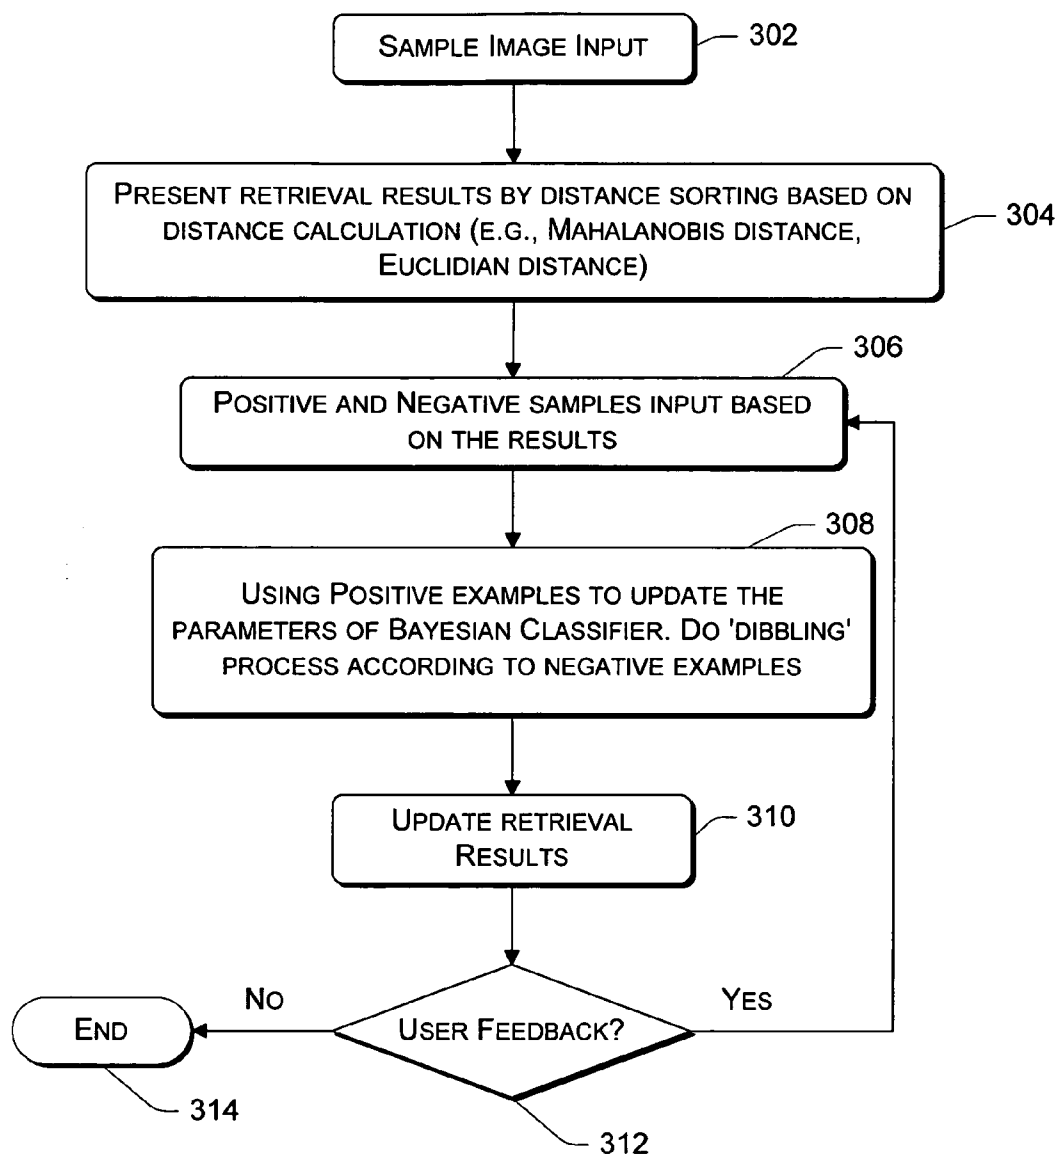 SAMPLE IMAGE INPUT
302
PRESENT RETRIEVAL RESULTS BY DISTANCE SORTING BASED ON
DISTANCE CALCULATION (E.G., MAHALANOBIS DISTANCE,
EUCLIDIAN DISTANCE)
304
306
POSITIVE AND NEGATIVE SAMPLES INPUT BASED
ON THE RESULTS
308
USING POSITIVE EXAMPLES TO UPDATE THE
PARAMETERS OF BAYESIAN CLASSIFIER. DO 'DIBBLING'
PROCESS ACCORDING TO NEGATIVE EXAMPLES
310
UPDATE RETRIEVAL
RESULTS
NO
YES
END
USER FEEDBACK?
314
312